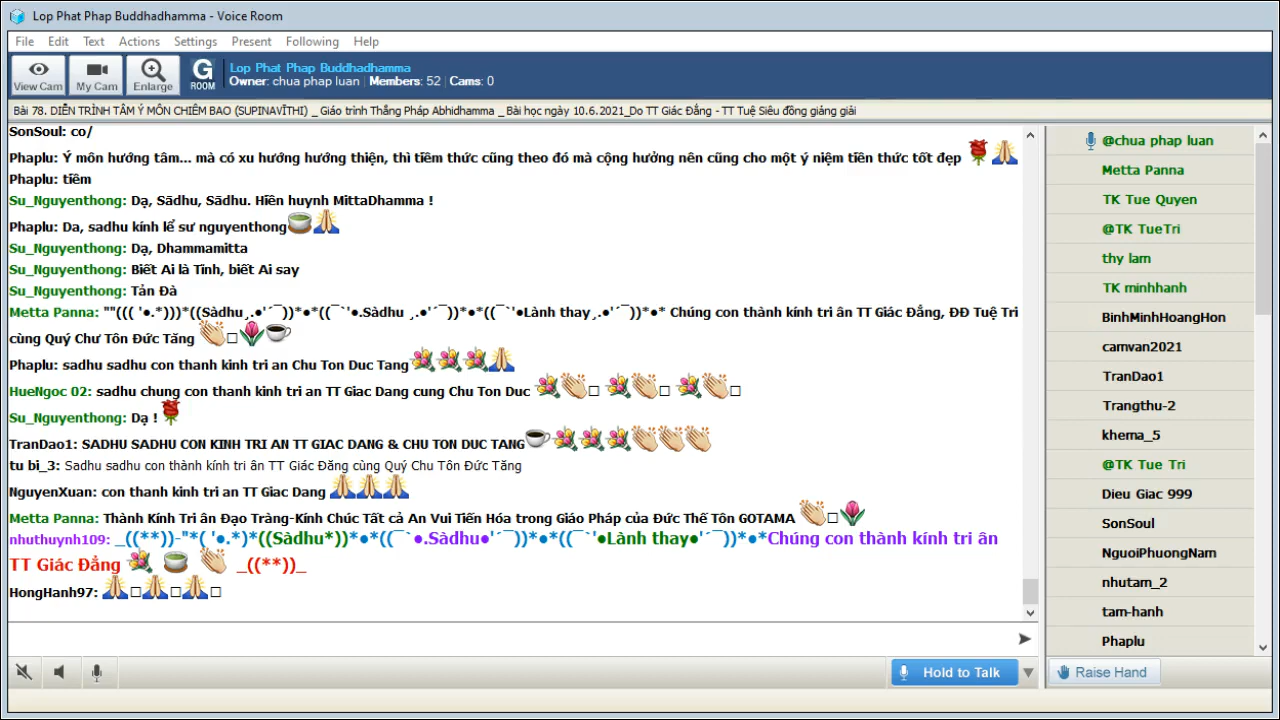 Lop Phat Phap Buddhadhamma - Voice Room
File Edit Text Actions Settings Present Following Help
View Cam My Cam Enlarge G ROOM
Lop Phat Phap Buddhadhamma
Owner: chua phap luan | Members: 52 | Cams: 0
Bài 78. DIỄN TRÌNH TÂM Ý MÔN CHIÊM BAO (SUPINAVĪTHI) _ Giáo trình Thắng Pháp Abhidhamma _ Bài học ngày 10.6.2021_Do TT Giác Đẳng - TT Tuệ Siêu đồng giảng giải
SonSoul: co/
Phaplu: Ý môn hướng tâm... mà có xu hướng hướng thiện, thì tiềm thức cũng theo đó mà cộng hưởng nên cũng cho một ý niệm tiền thức tốt đẹp 🌹🙏
Phaplu: tiềm
Su_Nguyenthong: Dạ, Sādhu, Sādhu. Hiền huynh MittaDhamma !
Phaplu: Da, sadhu kính lể sư nguyenthong🍵🙏
Su_Nguyenthong: Dạ, Dhammamitta
Su_Nguyenthong: Biết Ai là Tỉnh, biết Ai say
Su_Nguyenthong: Tản Đà
Metta Panna: ""((( '●.*)))*((Sàdhu¸.●'´¯))*●*((¯`'●.Sàdhu ¸.●'´¯))*●*((¯`'●Lành thay¸.●'´¯))*●* Chúng con thành kính tri ân TT Giác Đẳng, ĐĐ Tuệ Tri
cùng Quý Chư Tôn Đức Tăng 👏□🌷☕
Phaplu: sadhu sadhu con thanh kinh tri an Chu Ton Duc Tang💐💐💐🙏
HueNgoc 02: sadhu chung con thanh kinh tri an TT Giac Dang cung Chu Ton Duc 💐👏□ 💐👏□ 💐👏□
Su_Nguyenthong: Dạ ! 🌹
TranDao1: SADHU SADHU CON KINH TRI AN TT GIAC DANG & CHU TON DUC TANG☕💐💐💐👏👏👏
tu bi_3: Sadhu sadhu con thành kính tri ân TT Giác Đăng cùng Quý Chu Tôn Đức Tăng
NguyenXuan: con thanh kinh tri an TT Giac Dang 🙏🙏🙏
Metta Panna: Thành Kính Tri ân Đạo Tràng-Kính Chúc Tất cả An Vui Tiến Hóa trong Giáo Pháp của Đức Thế Tôn GOTAMA 👏□🌷
nhuthuynh109: _((**))-"*( '●.*)*((Sàdhu*))*●*((¯`●.Sàdhu●'´¯))*●*((¯`'●Lành thay●'´¯))*●*Chúng con thành kính tri ân
TT Giác Đẳng 💐 🍵 👏 _((**))_
HongHanh97: 🙏□🙏□🙏□
Hold to Talk
@chua phap luan
Metta Panna
TK Tue Quyen
@TK TueTri
thy lam
TK minhhanh
BinhMinhHoangHon
camvan2021
TranDao1
Trangthu-2
khema_5
@TK Tue Tri
Dieu Giac 999
SonSoul
NguoiPhuongNam
nhutam_2
tam-hanh
Phaplu
Raise Hand